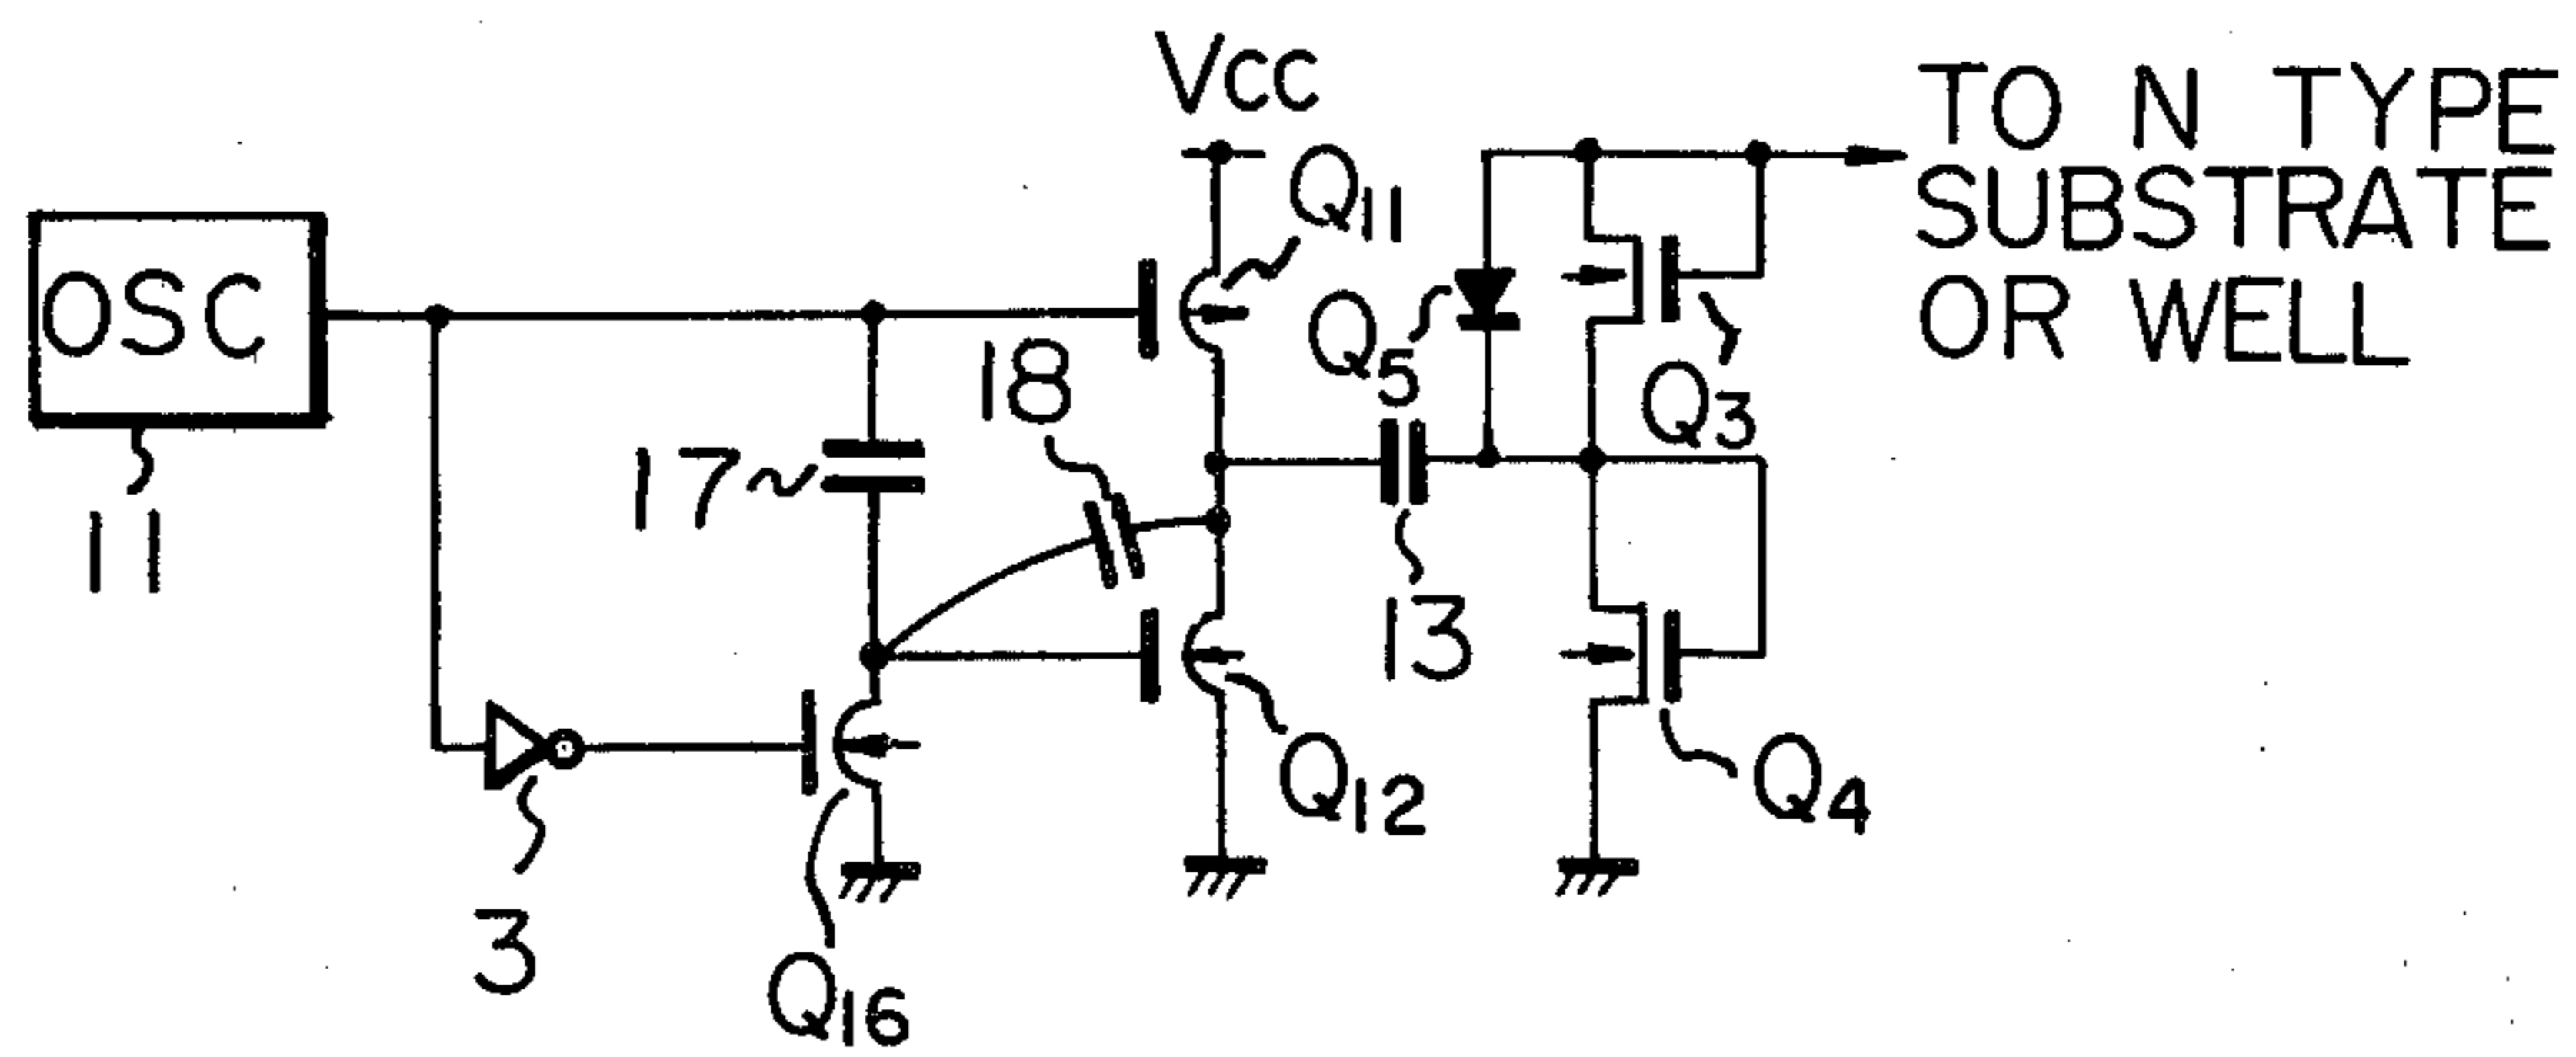 Vcc
TO N TYPE
SUBSTRATE
OR WELL
Q11
OSC
Q5
18
Q3
17
11
13
Q12
Q4
3
Q16